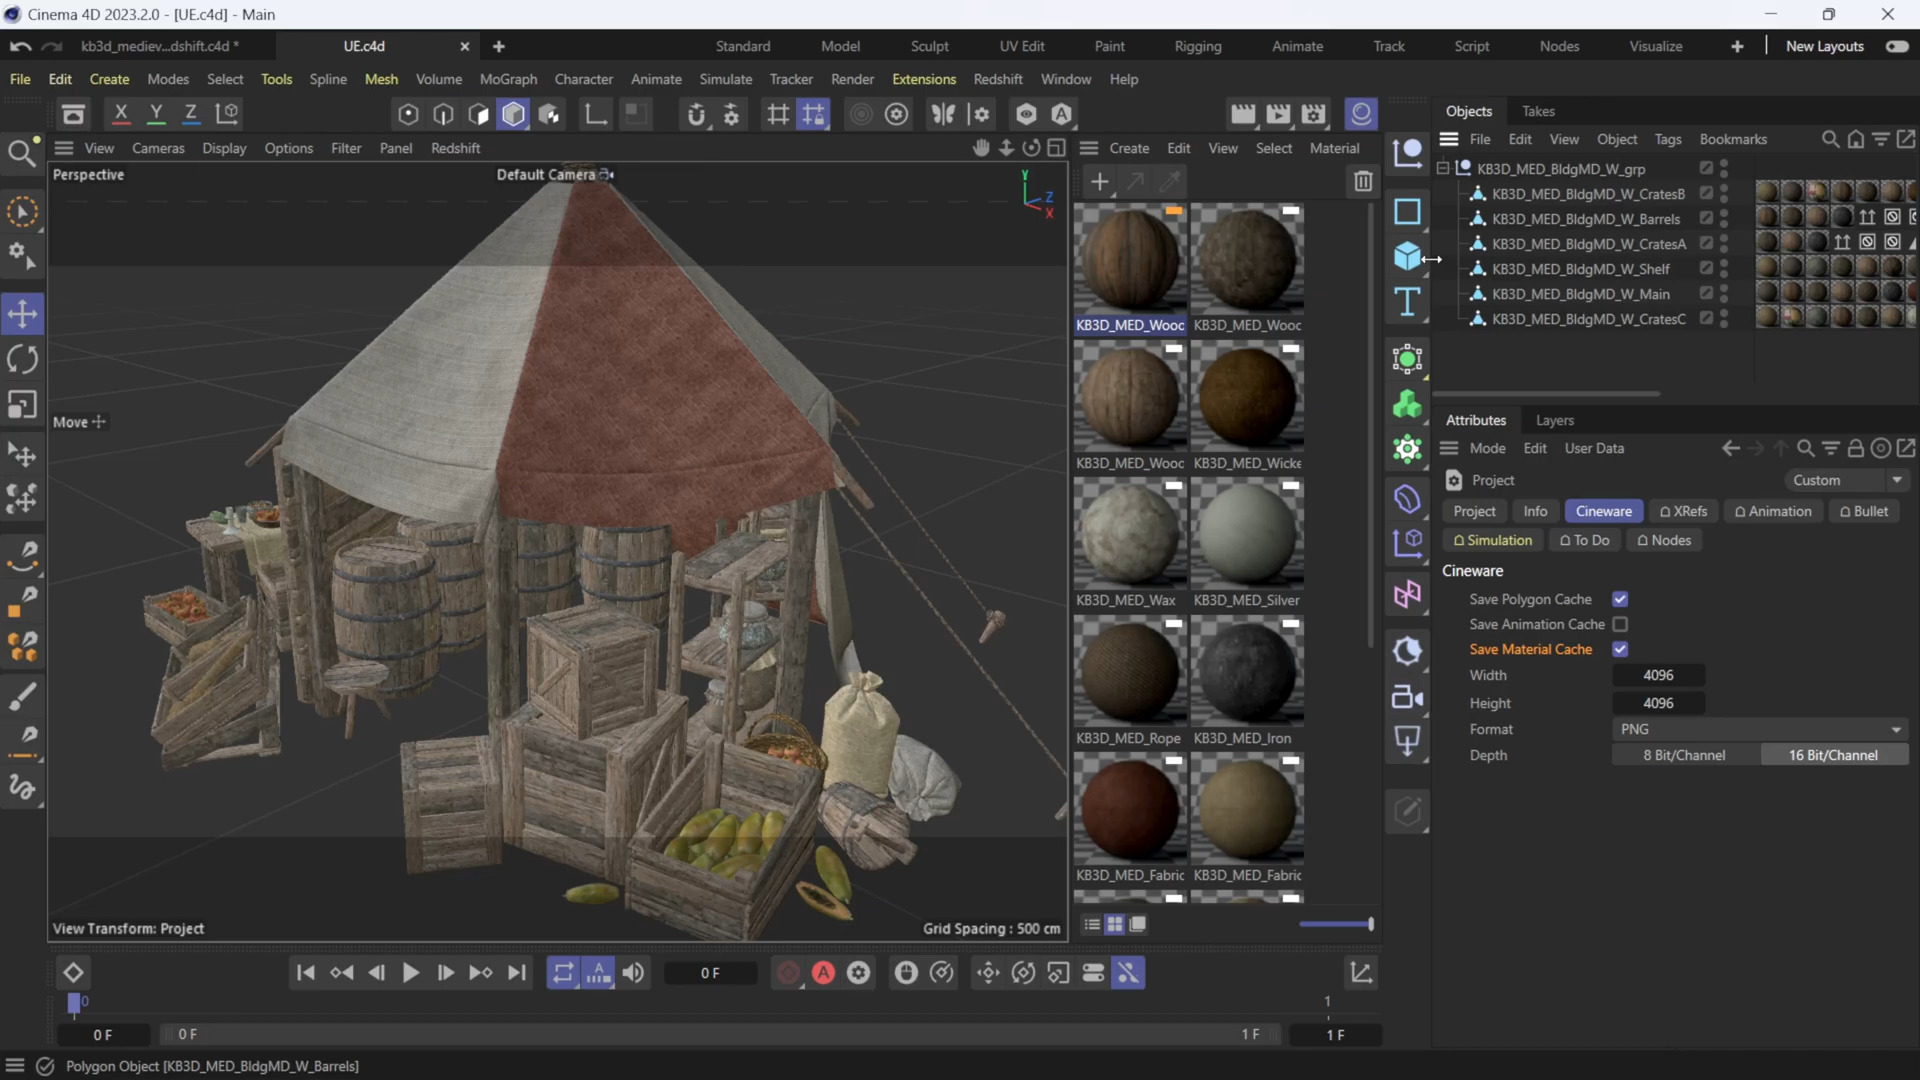 Cinema 4D 2023.2.0 - [UE.c4d] - Main
kb3d_mediev...dshift.c4d *
UE.c4d
Standard
Model
Sculpt
UV Edit
Paint
Rigging
Animate
Track
Script
Nodes
Visualize
New Layouts
File
Edit
Create
Modes
Select
Tools
Spline
Mesh
Volume
MoGraph
Character
Animate
Simulate
Tracker
Render
Extensions
Redshift
Window
Help
X
Y
Z
View
Cameras
Display
Options
Filter
Panel
Redshift
Perspective
Default Camera
Y
Z
X
Move
View Transform: Project
Grid Spacing : 500 cm
Create
Edit
View
Select
Material
KB3D_MED_Wooc
KB3D_MED_Wooc
KB3D_MED_Wooc
KB3D_MED_Wicke
KB3D_MED_Wax
KB3D_MED_Silver
KB3D_MED_Rope
KB3D_MED_Iron
KB3D_MED_Fabric
KB3D_MED_Fabric
Objects
Takes
File
Edit
View
Object
Tags
Bookmarks
KB3D_MED_BldgMD_W_grp
KB3D_MED_BldgMD_W_CratesB
KB3D_MED_BldgMD_W_Barrels
KB3D_MED_BldgMD_W_CratesA
KB3D_MED_BldgMD_W_Shelf
KB3D_MED_BldgMD_W_Main
KB3D_MED_BldgMD_W_CratesC
Attributes
Layers
Mode
Edit
User Data
Project
Custom
Project
Info
Cineware
XRefs
Animation
Bullet
Simulation
To Do
Nodes
Cineware
Save Polygon Cache
Save Animation Cache
Save Material Cache
Width
4096
Height
4096
Format
PNG
Depth
8 Bit/Channel
16 Bit/Channel
0 F
0
1
0 F
0 F
1 F
1 F
Polygon Object [KB3D_MED_BldgMD_W_Barrels]